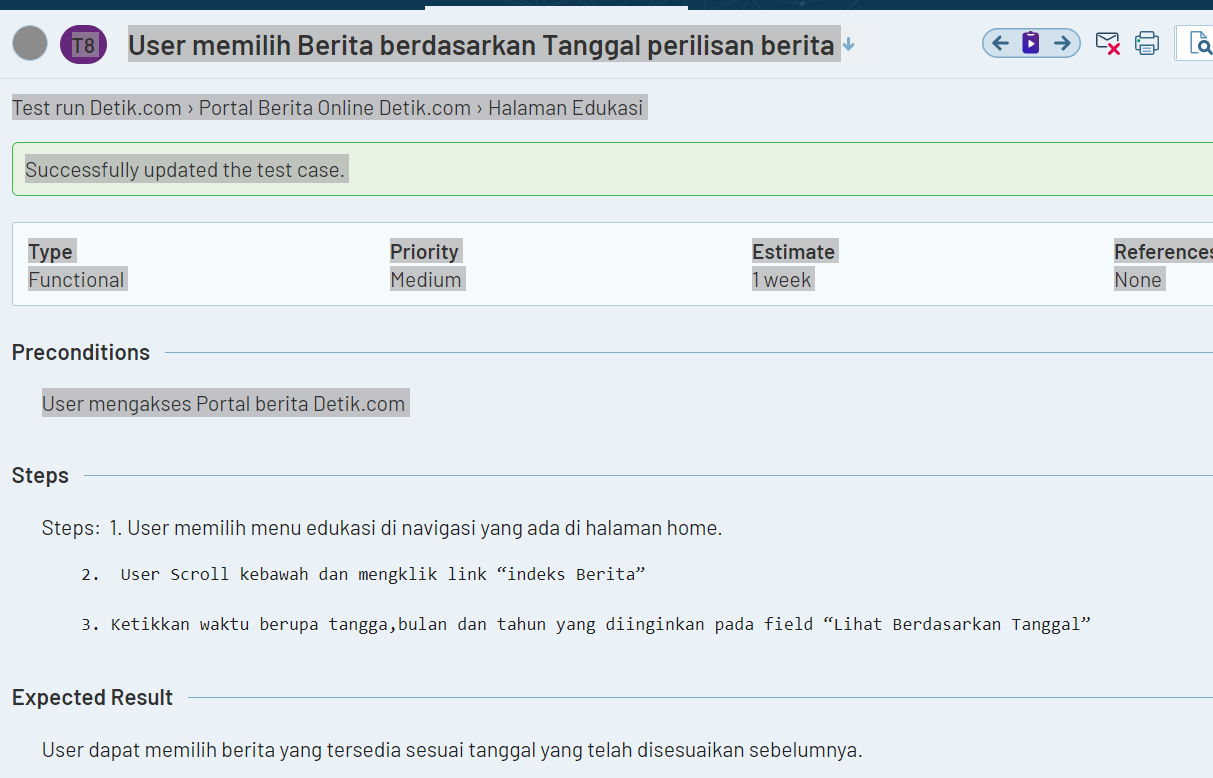 T8 User memilih Berita berdasarkan Tanggal perilisan berita
Test run Detik.com › Portal Berita Online Detik.com › Halaman Edukasi
Successfully updated the test case.
Type Priority Estimate References
Functional Medium 1 week None
Preconditions
User mengakses Portal berita Detik.com
Steps
Steps: 1. User memilih menu edukasi di navigasi yang ada di halaman home.
2. User Scroll kebawah dan mengklik link “indeks Berita”
3. Ketikkan waktu berupa tangga,bulan dan tahun yang diinginkan pada field “Lihat Berdasarkan Tanggal”
Expected Result
User dapat memilih berita yang tersedia sesuai tanggal yang telah disesuaikan sebelumnya.